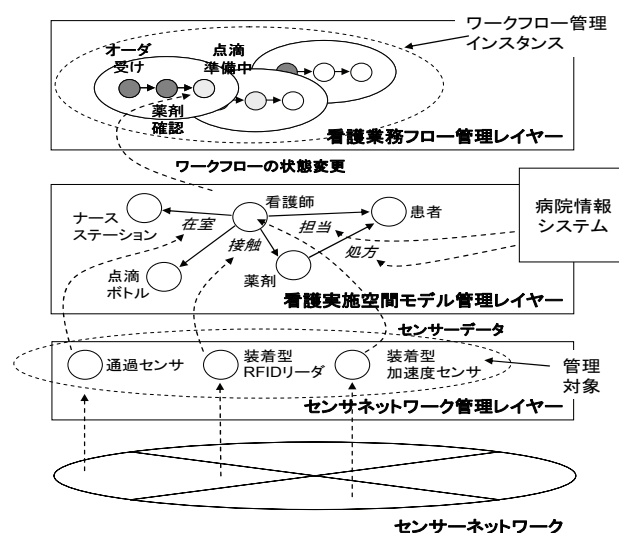 ワークフロー管理
インスタンス
オーダ
受け
点滴
準備中
薬剤
確認
看護業務フロー管理レイヤー
ワークフローの状態変更
看護師
ナース
ステーション
在室
接触
担当
患者
処方
病院情報
システム
点滴
ボトル
薬剤
看護実施空間モデル管理レイヤー
センサーデータ
通過センサ
装着型
RFIDリーダ
装着型
加速度センサ
管理
対象
センサネットワーク管理レイヤー
センサーネットワーク